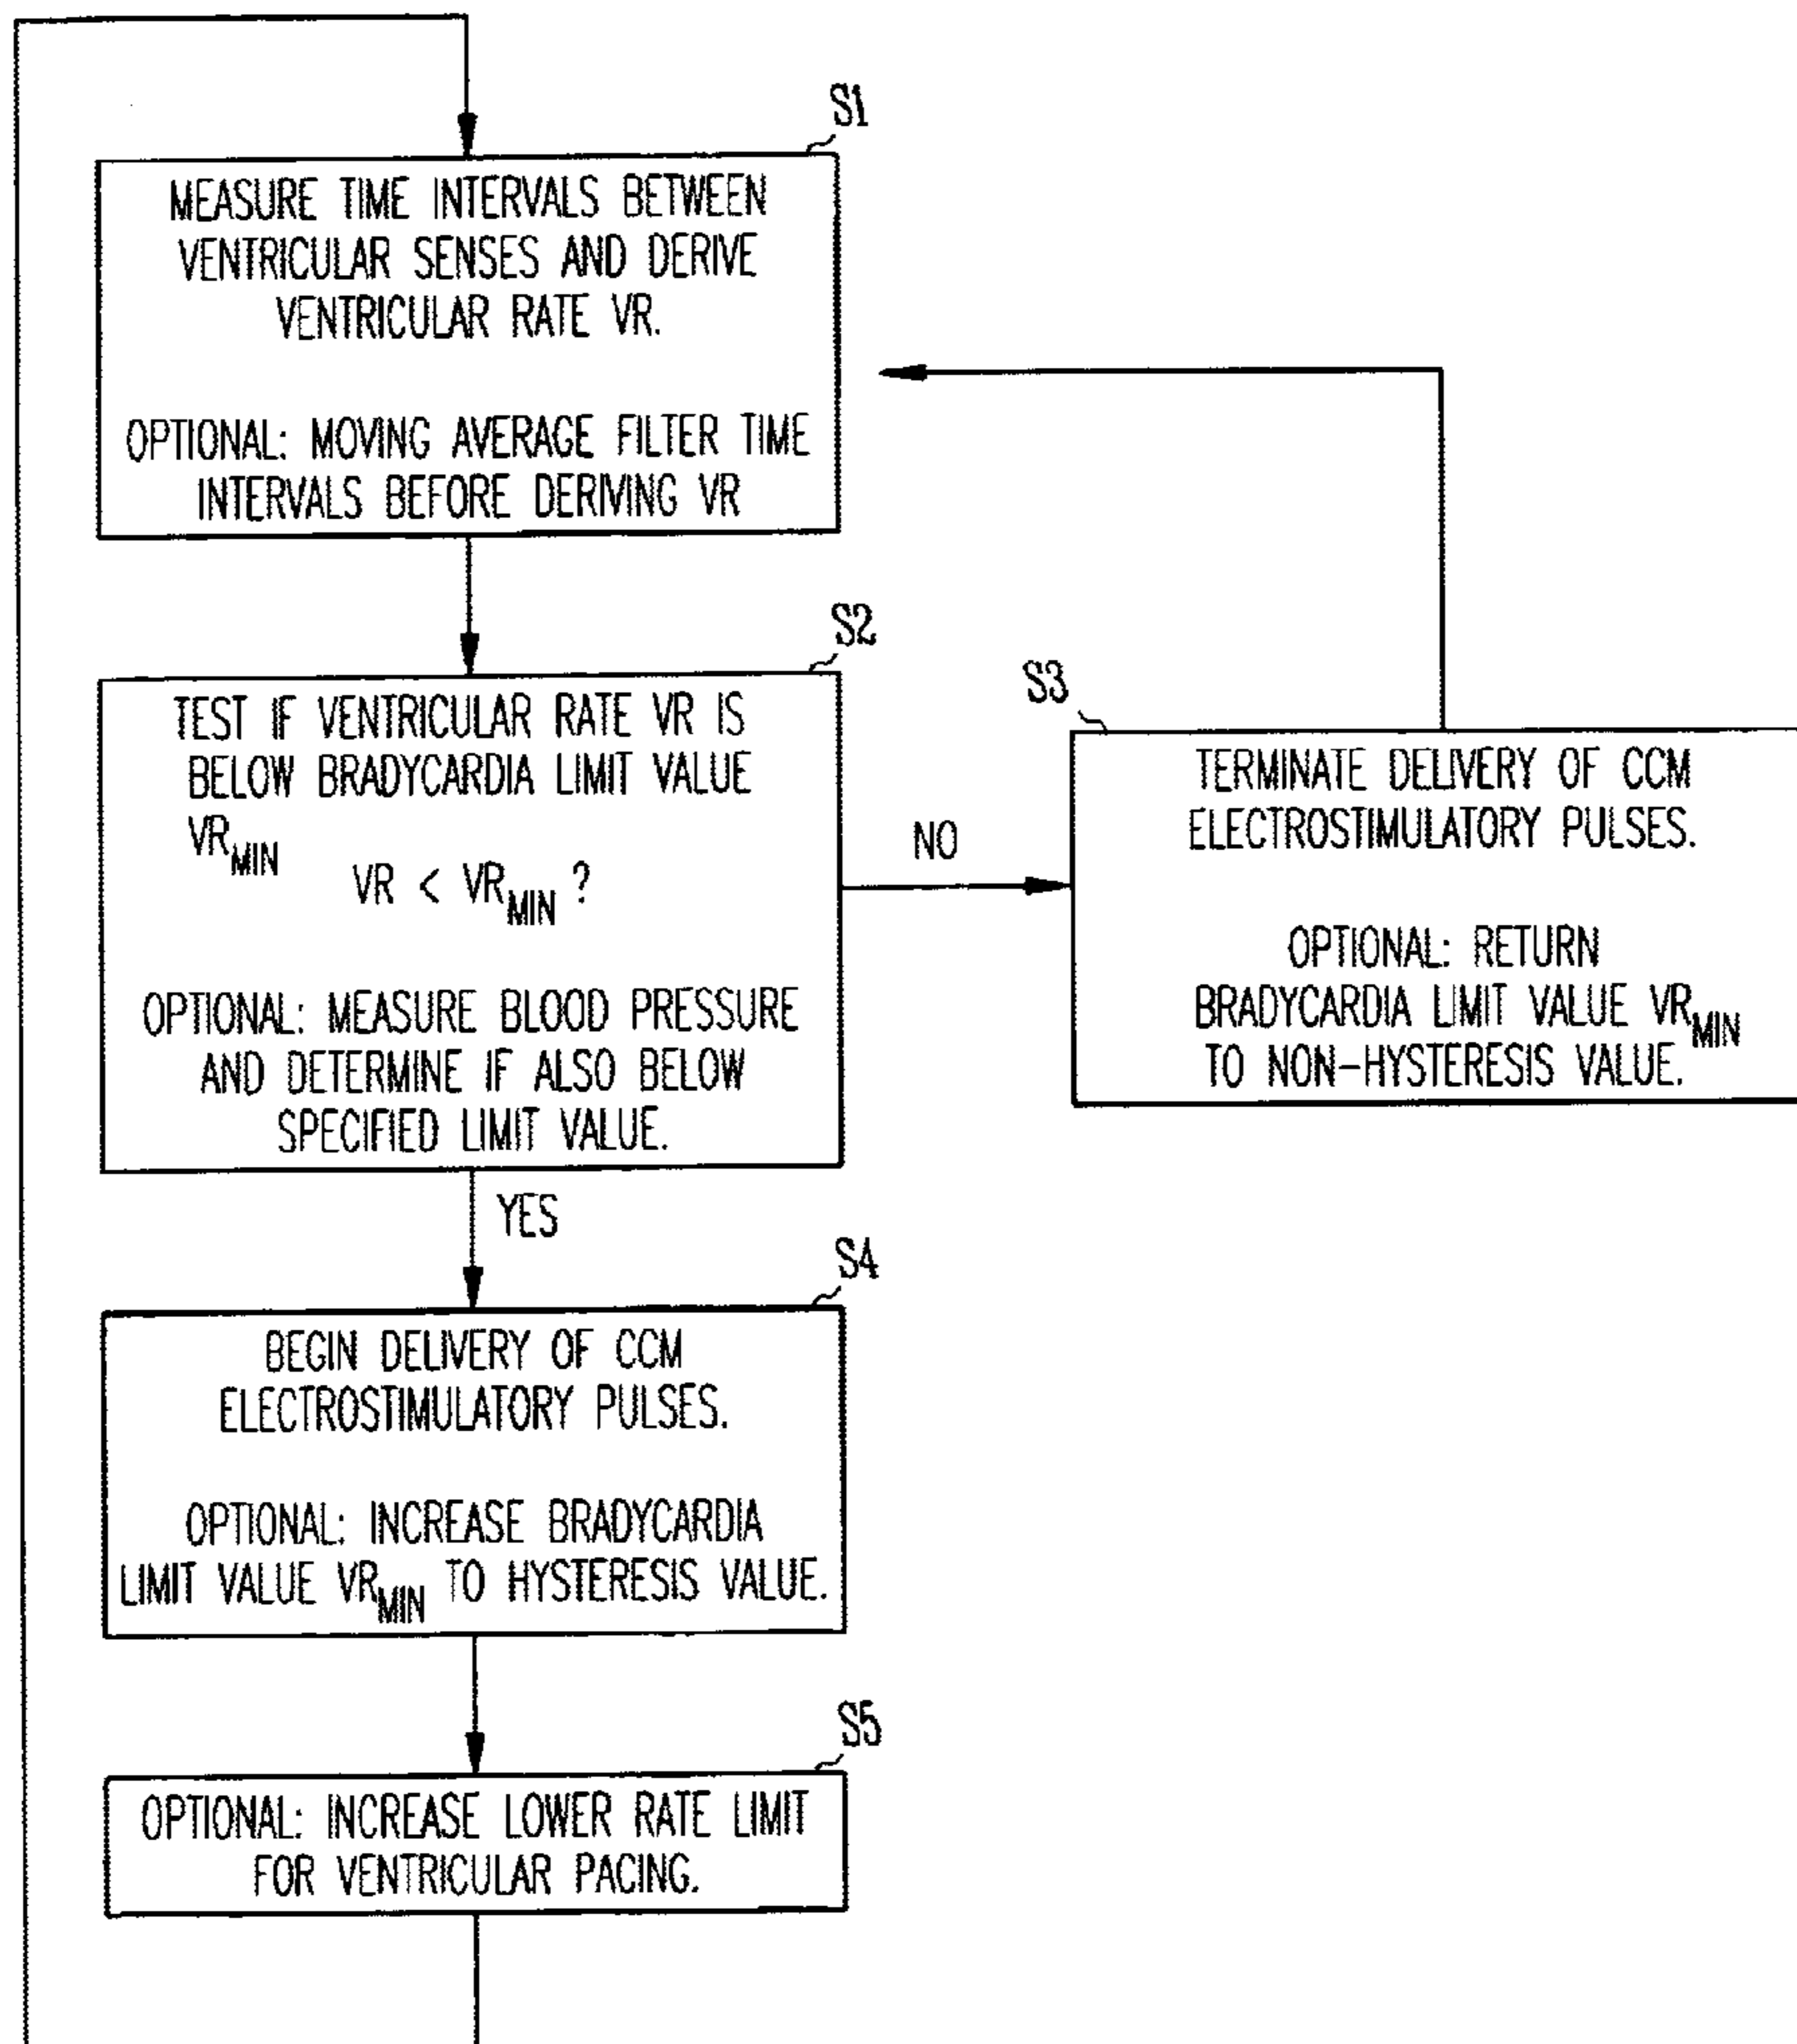 S1
MEASURE TIME INTERVALS BETWEEN
VENTRICULAR SENSES AND DERIVE
VENTRICULAR RATE VR.
OPTIONAL: MOVING AVERAGE FILTER TIME
INTERVALS BEFORE DERIVING VR
S2
TEST IF VENTRICULAR RATE VR IS
BELOW BRADYCARDIA LIMIT VALUE
VRMIN
VR < VRMIN ?
OPTIONAL: MEASURE BLOOD PRESSURE
AND DETERMINE IF ALSO BELOW
SPECIFIED LIMIT VALUE.
NO
S3
TERMINATE DELIVERY OF CCM
ELECTROSTIMULATORY PULSES.
OPTIONAL: RETURN
BRADYCARDIA LIMIT VALUE VRMIN
TO NON-HYSTERESIS VALUE.
YES
S4
BEGIN DELIVERY OF CCM
ELECTROSTIMULATORY PULSES.
OPTIONAL: INCREASE BRADYCARDIA
LIMIT VALUE VRMIN TO HYSTERESIS VALUE.
S5
OPTIONAL: INCREASE LOWER RATE LIMIT
FOR VENTRICULAR PACING.